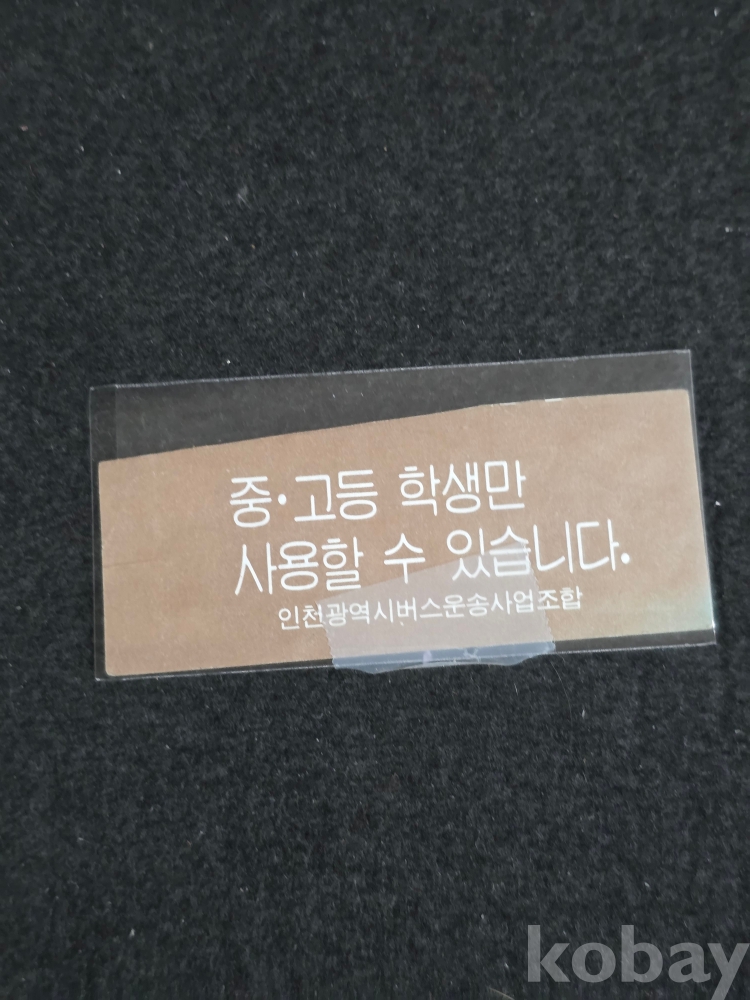 중·고등 학생만
사용할 수 있습니다.
인천광역시버스운송사업조합
kobay